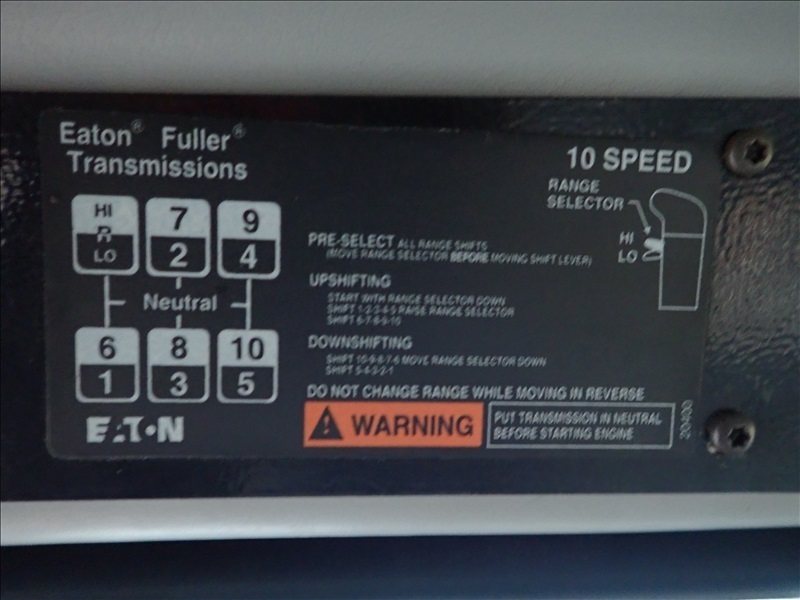 Eaton® Fuller®
Transmissions
10 SPEED
RANGE
SELECTOR
HI
LO
HI
R
LO
7
2
9
4
Neutral
6
1
8
3
10
5
PRE-SELECT ALL RANGE SHIFTS
(MOVE RANGE SELECTOR BEFORE MOVING SHIFT LEVER)
UPSHIFTING
START WITH RANGE SELECTOR DOWN
SHIFT 1-2-3-4-5 RAISE RANGE SELECTOR
SHIFT 6-7-8-9-10
DOWNSHIFTING
SHIFT 10-9-8-7-6 MOVE RANGE SELECTOR DOWN
SHIFT 5-4-3-2-1
DO NOT CHANGE RANGE WHILE MOVING IN REVERSE
WARNING
PUT TRANSMISSION IN NEUTRAL
BEFORE STARTING ENGINE
EATON
20400